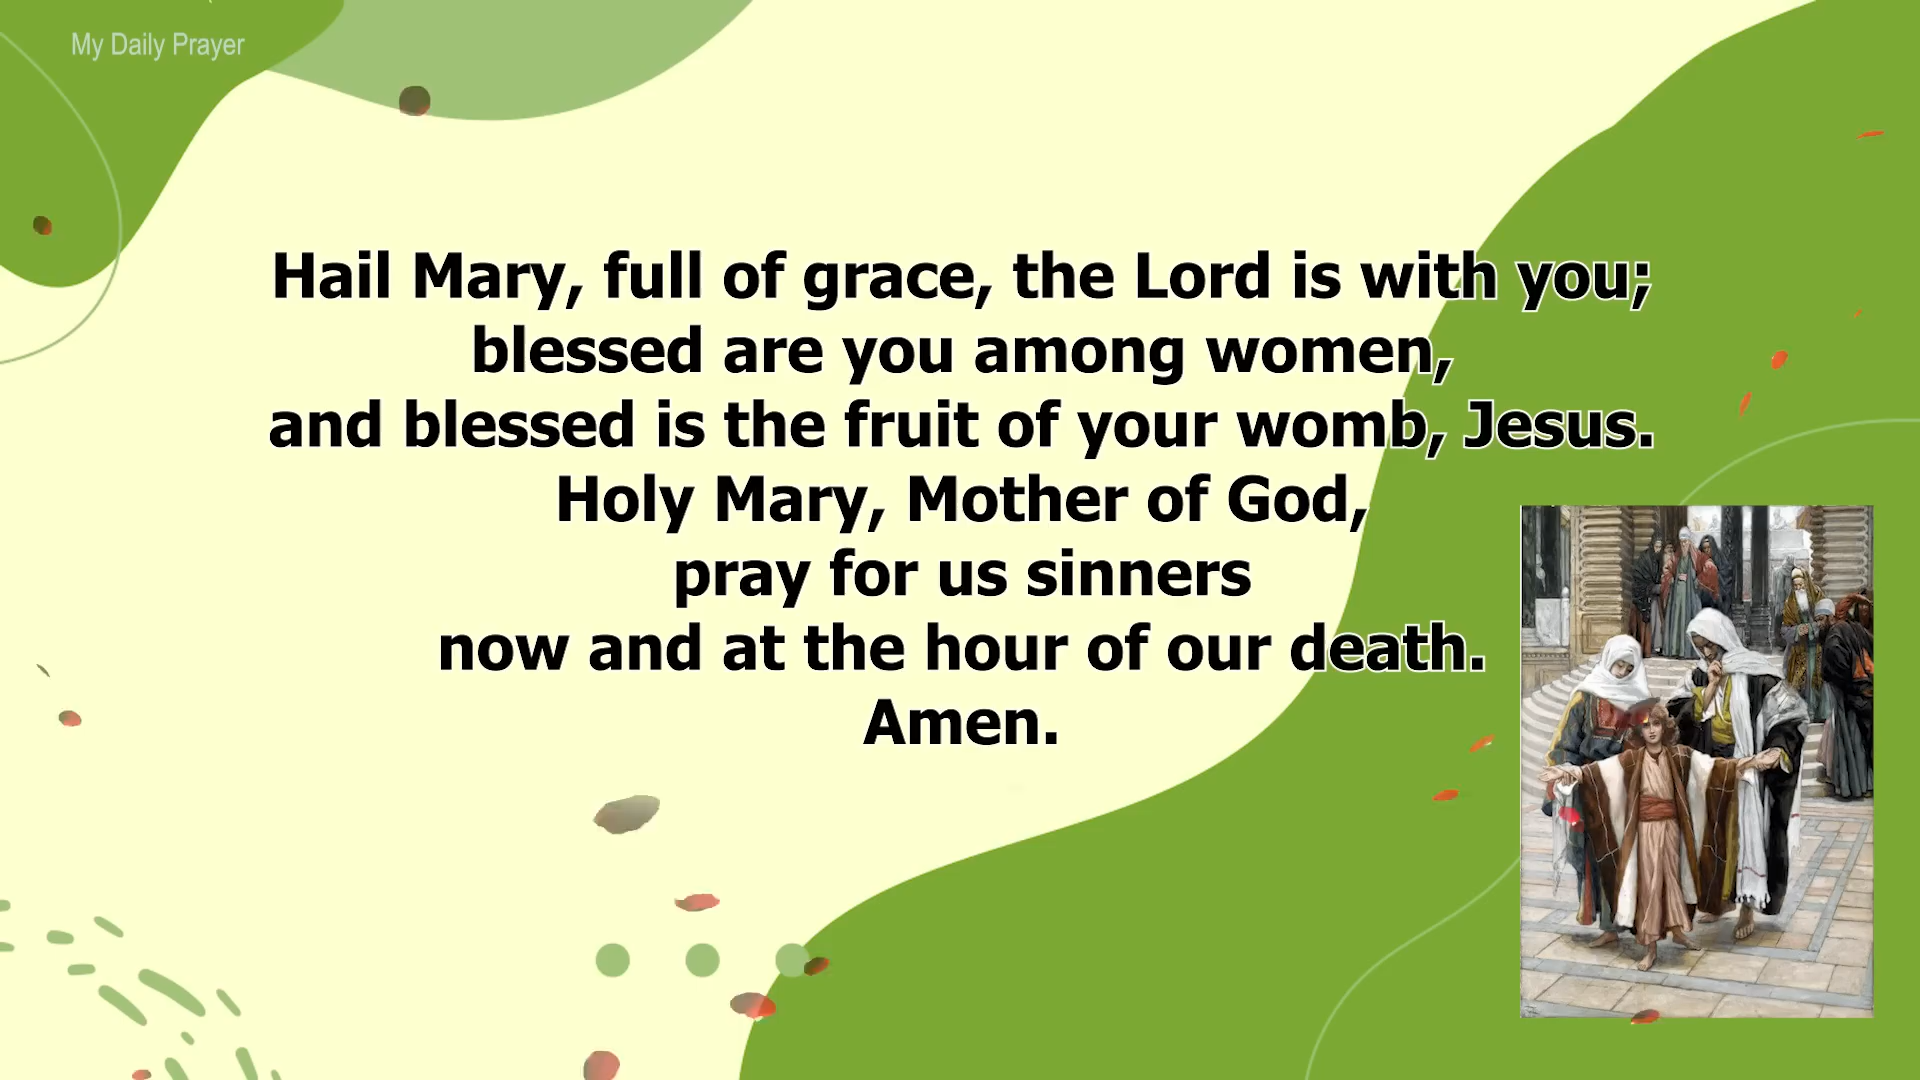 My Daily Prayer
Hail Mary, full of grace, the Lord is with you;
blessed are you among women,
and blessed is the fruit of your womb, Jesus.
Holy Mary, Mother of God,
pray for us sinners
now and at the hour of our death.
Amen.